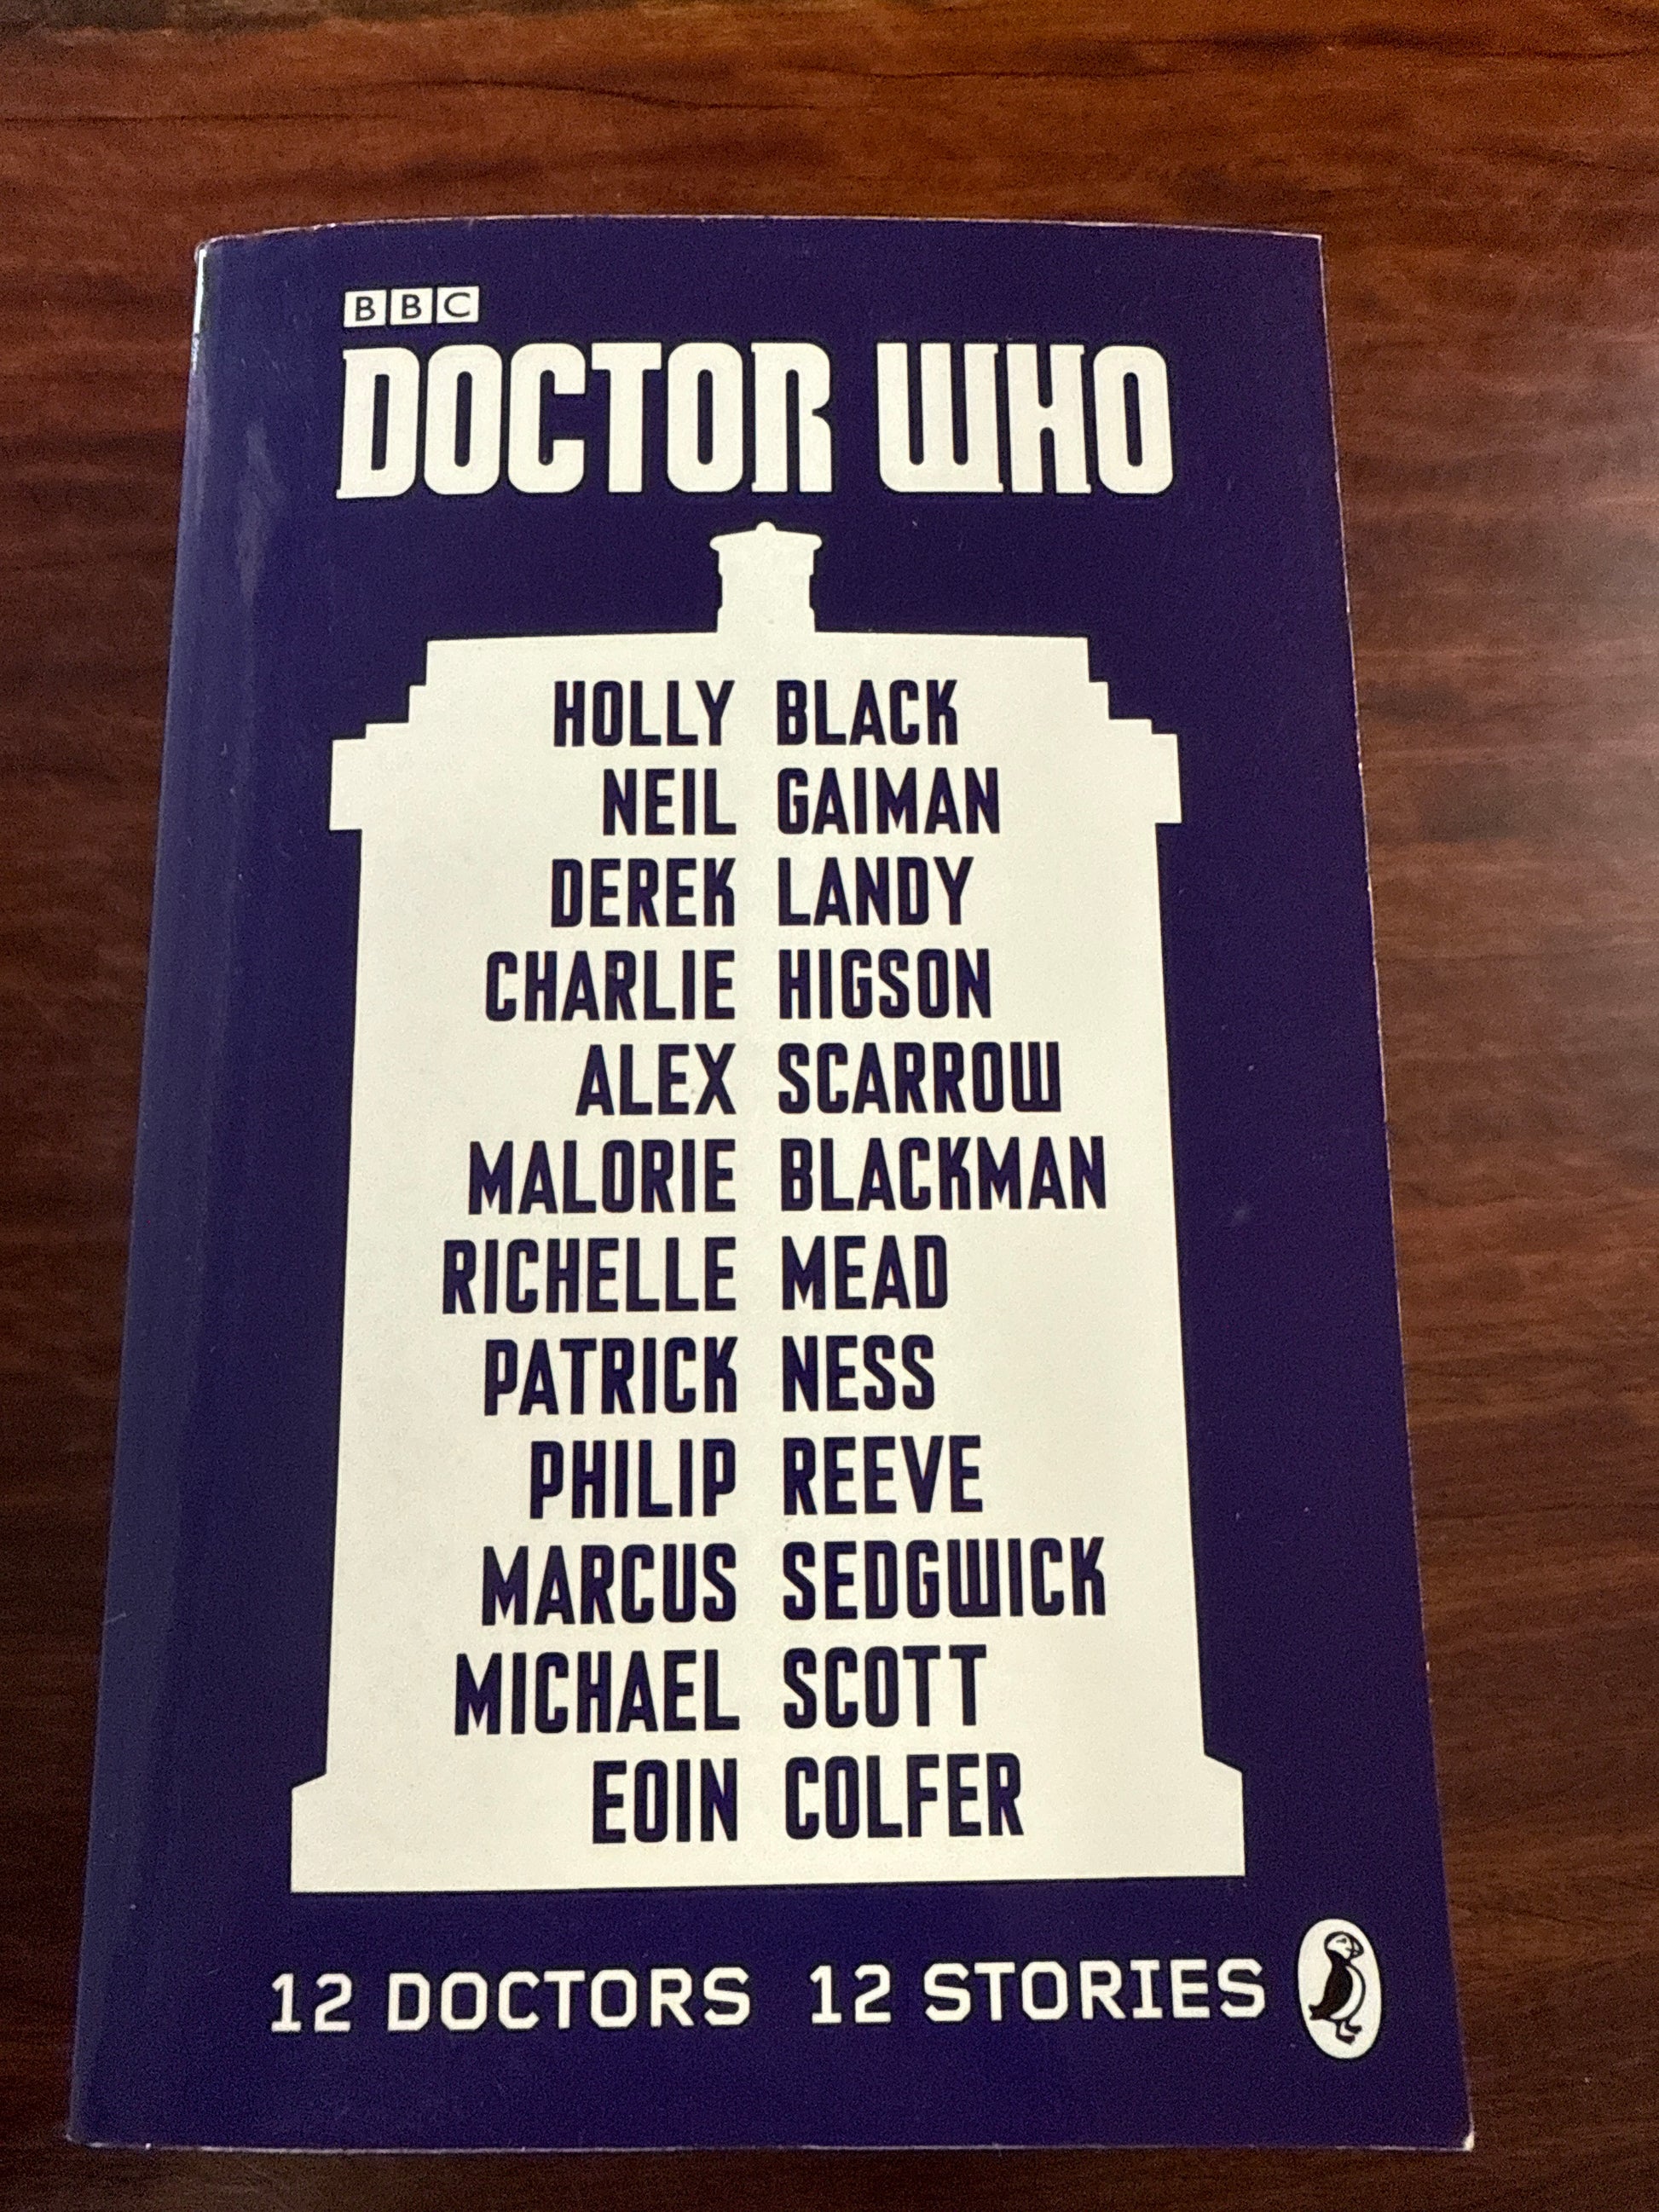 BBC
DOCTOR WHO
HOLLY BLACK
NEIL GAIMAN
DEREK LANDY
CHARLIE HIGSON
ALEX SCARROW
MALORIE BLACKMAN
RICHELLE MEAD
PATRICK NESS
PHILIP REEVE
MARCUS SEDGWICK
MICHAEL SCOTT
EOIN COLFER
12 DOCTORS 12 STORIES